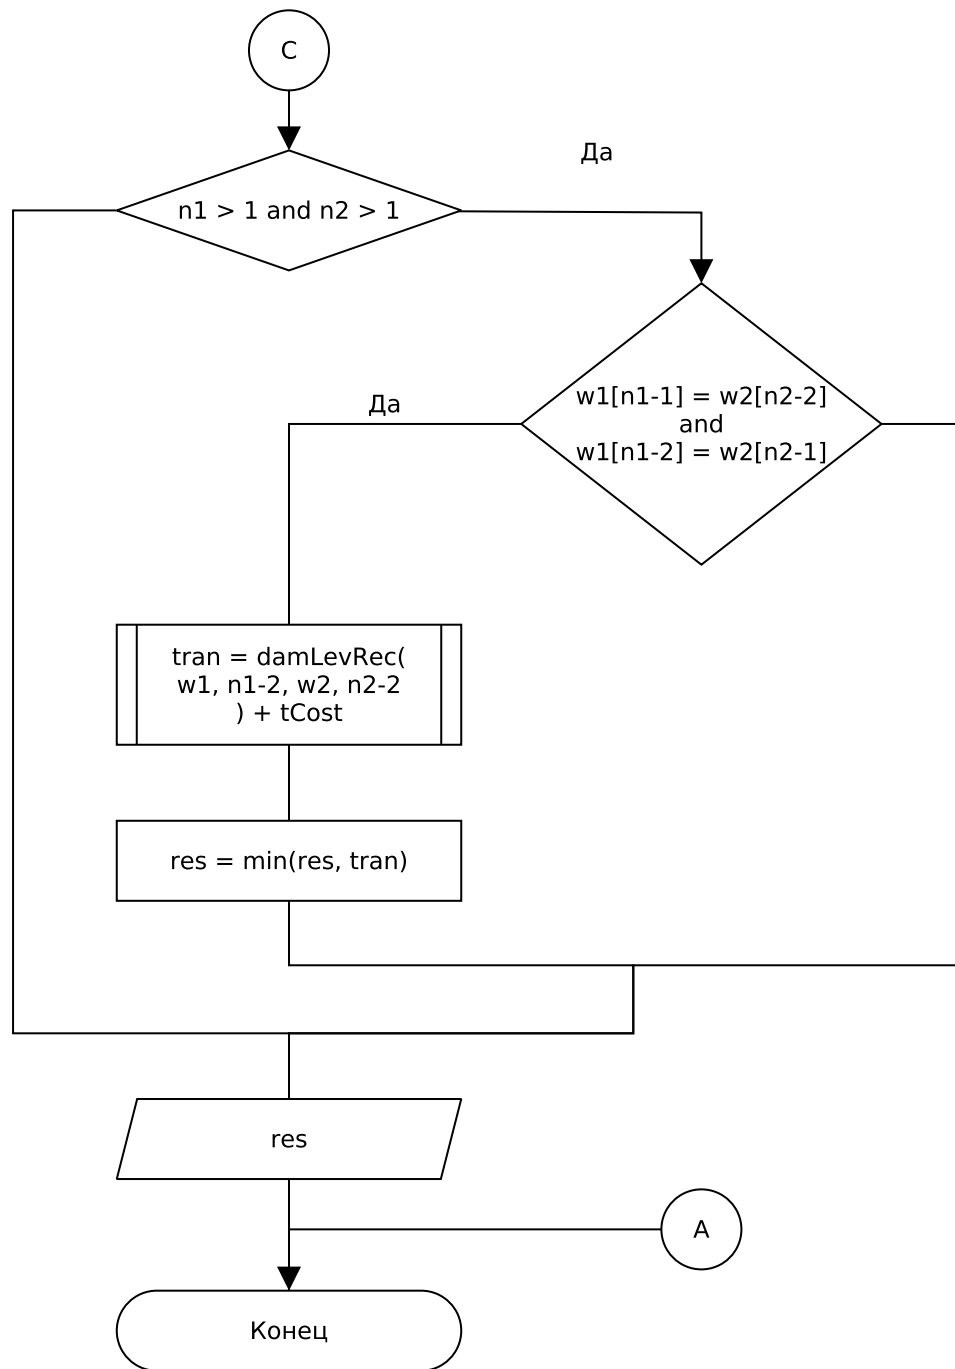 C
Да
n1 > 1 and n2 > 1
w1[n1-1] = w2[n2-2]
and
w1[n1-2] = w2[n2-1]
Да
tran = damLevRec(
w1, n1-2, w2, n2-2
) + tCost
res = min(res, tran)
res
A
Конец